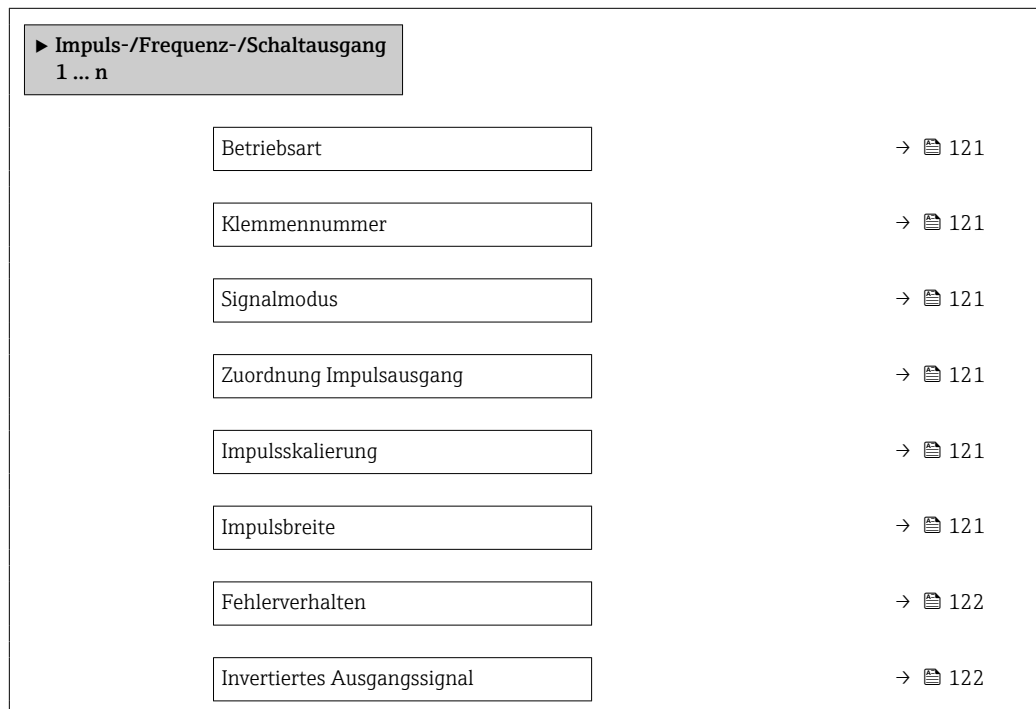 ► Impuls-/Frequenz-/Schaltausgang
1 ... n
Betriebsart → 121
Klemmennummer → 121
Signalmodus → 121
Zuordnung Impulsausgang → 121
Impulsskalierung → 121
Impulsbreite → 121
Fehlerverhalten → 122
Invertiertes Ausgangssignal → 122